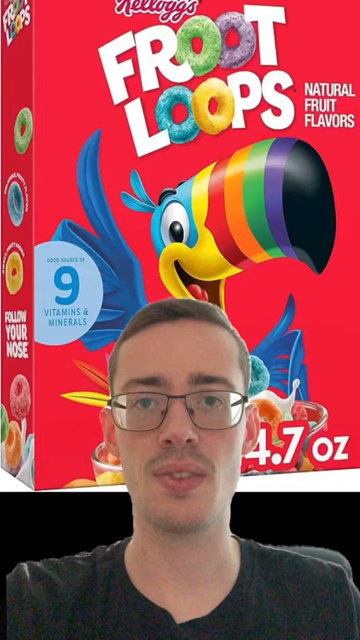 Kellogg's
FROOT
LOOPS
NATURAL
FRUIT
FLAVORS
GOOD SOURCE OF
9
VITAMINS &
MINERALS
FOLLOW
YOUR
NOSE
4.7 OZ